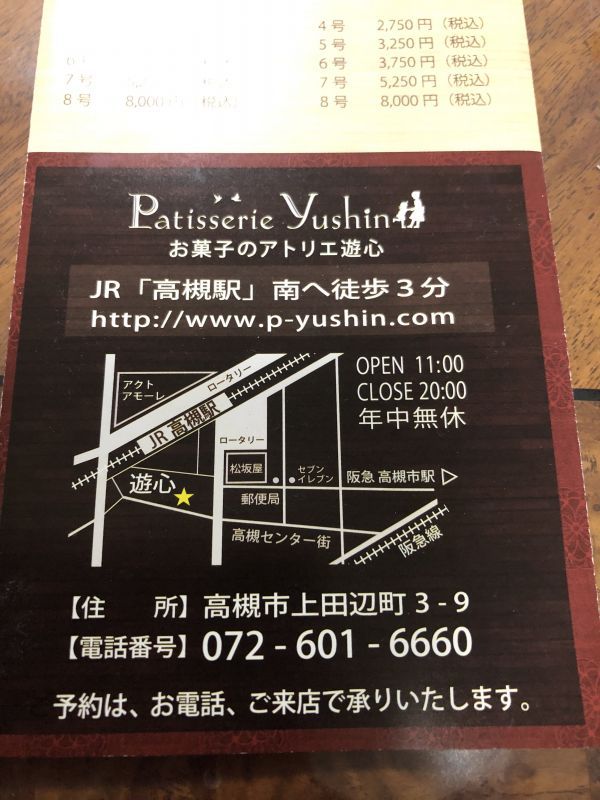 4号 2,750円（税込）
5号 3,250円（税込）
6号 3,750円（税込）
7号 5,250円（税込）
8号 8,000円（税込）
7号 税込
8号 8,000円（税込）
Patisserie Yushin
お菓子のアトリエ遊心
JR「高槻駅」南へ徒歩3分
http://www.p-yushin.com
OPEN 11:00
CLOSE 20:00
年中無休
アクト
アモーレ
ロータリー
JR 高槻駅
ロータリー
松坂屋
セブン
イレブン
阪急 高槻市駅
遊心
郵便局
高槻センター街
阪急線
【住　所】高槻市上田辺町 3 - 9
【電話番号】072 - 601 - 6660
予約は、お電話、ご来店で承りいたします。